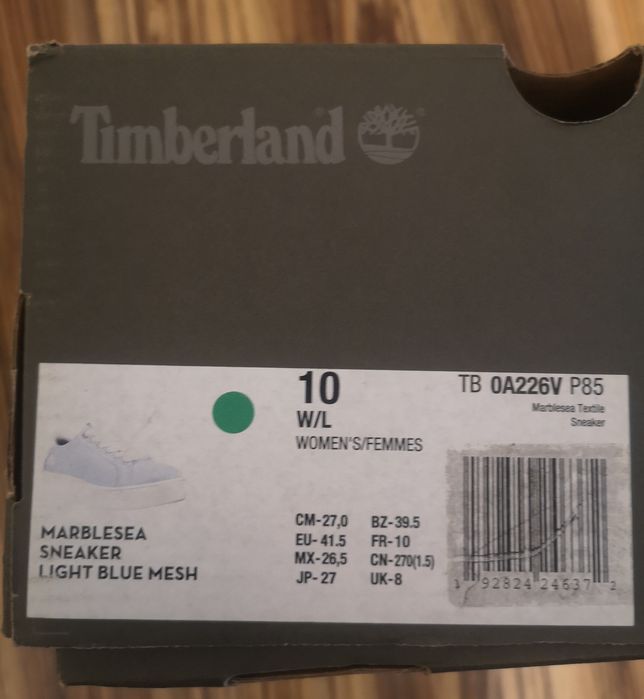 Timberland
10
W/L
WOMEN'S/FEMMES
TB 0A226V P85
Marblesea Textile
Sneaker
MARBLESEA
SNEAKER
LIGHT BLUE MESH
CM-27,0 BZ-39.5
EU- 41.5 FR-10
MX-26,5 CN-270(1.5)
JP- 27 UK-8
1 92824 24637 2